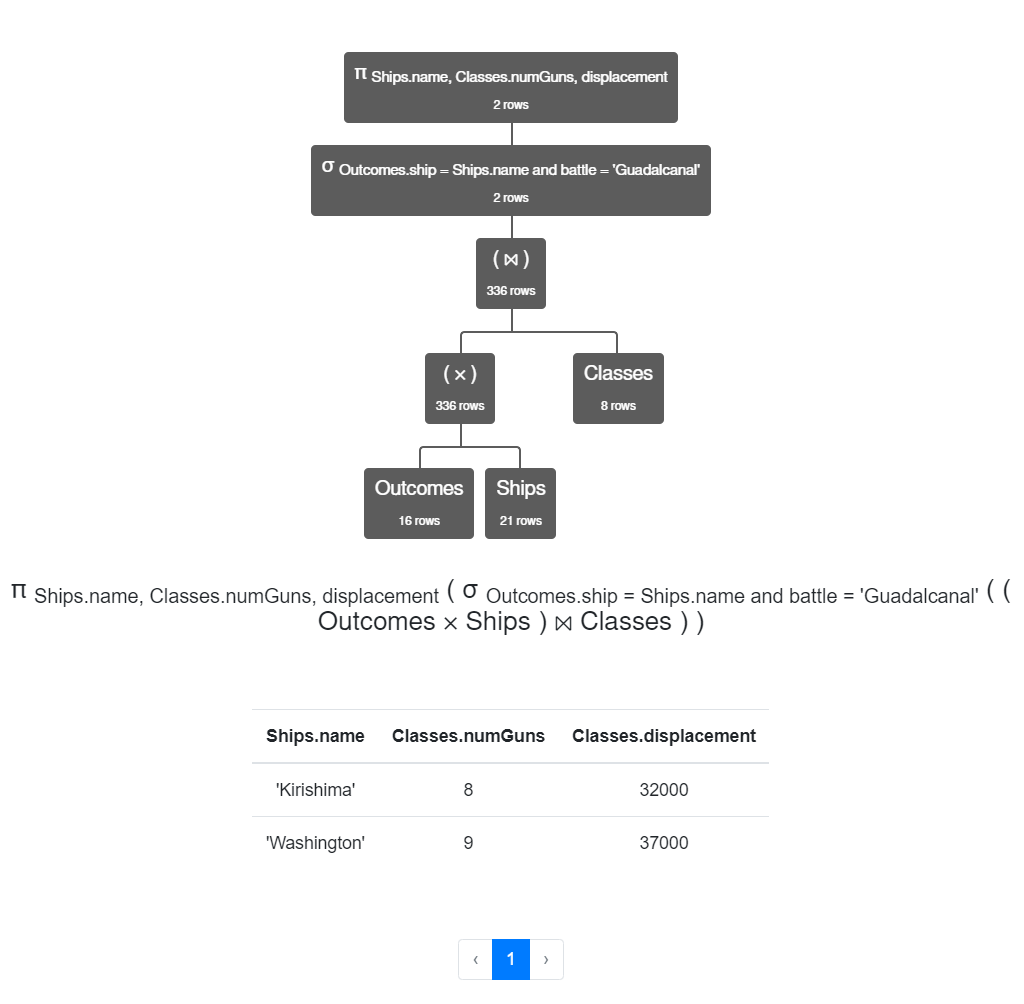 π Ships.name, Classes.numGuns, displacement
2 rows
σ Outcomes.ship = Ships.name and battle = 'Guadalcanal'
2 rows
( ⋈ )
336 rows
( × ) Classes
336 rows 8 rows
Outcomes Ships
16 rows 21 rows
π Ships.name, Classes.numGuns, displacement ( σ Outcomes.ship = Ships.name and battle = 'Guadalcanal' ( (
Outcomes × Ships ) ⋈ Classes ) )
Ships.name Classes.numGuns Classes.displacement
'Kirishima' 8 32000
'Washington' 9 37000
‹ 1 ›